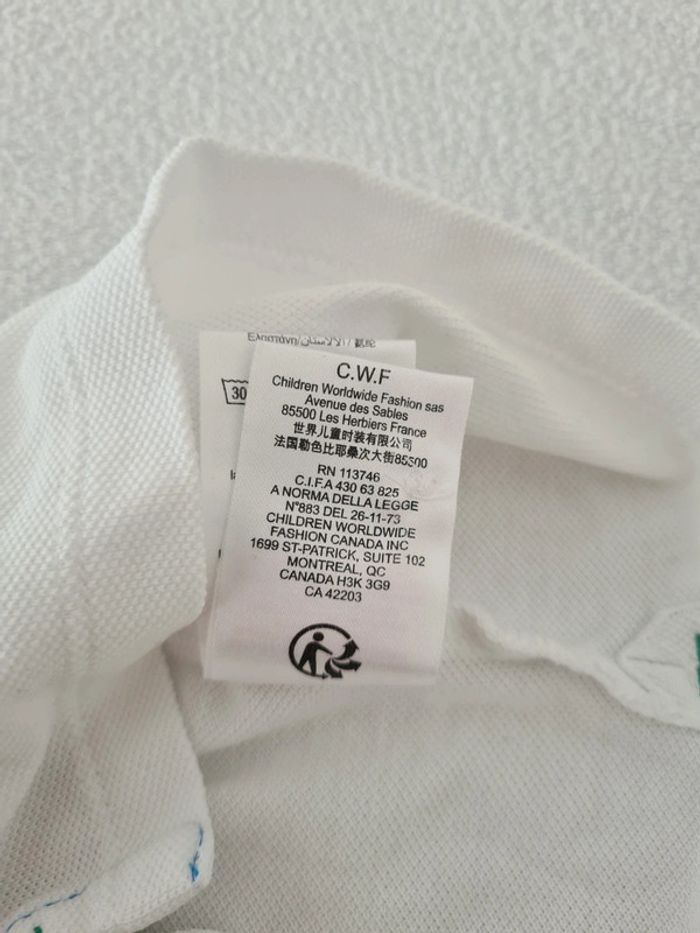 30
C.W.F
Children Worldwide Fashion sas
Avenue des Sables
85500 Les Herbiers France
世界儿童时装有限公司
法国勒色比耶桑次大街85500
RN 113746
C.I.F.A 430 63 825
A NORMA DELLA LEGGE
N°883 DEL 26-11-73
CHILDREN WORLDWIDE
FASHION CANADA INC
1699 ST-PATRICK, SUITE 102
MONTREAL, QC
CANADA H3K 3G9
CA 42203